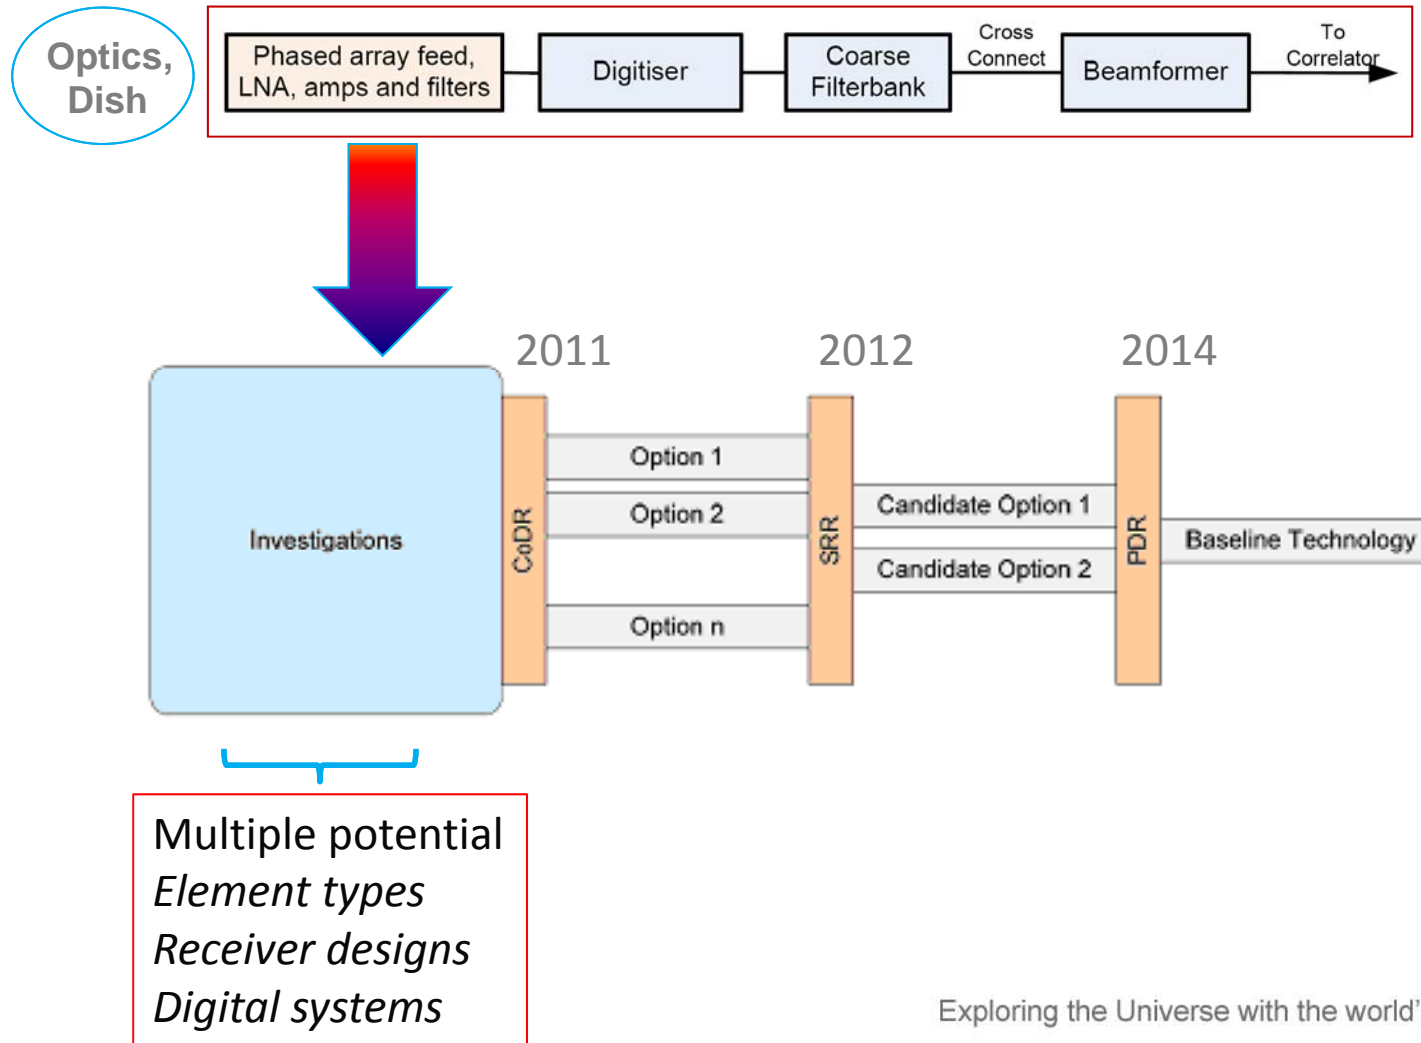 Optics,
Dish
Phased array feed,
LNA, amps and filters
Digitiser
Coarse
Filterbank
Cross
Connect
Beamformer
To
Correlator
2011
2012
2014
Investigations
CoDR
Option 1
Option 2
Option n
SRR
Candidate Option 1
Candidate Option 2
PDR
Baseline Technology
Multiple potential
Element types
Receiver designs
Digital systems
Exploring the Universe with the world'